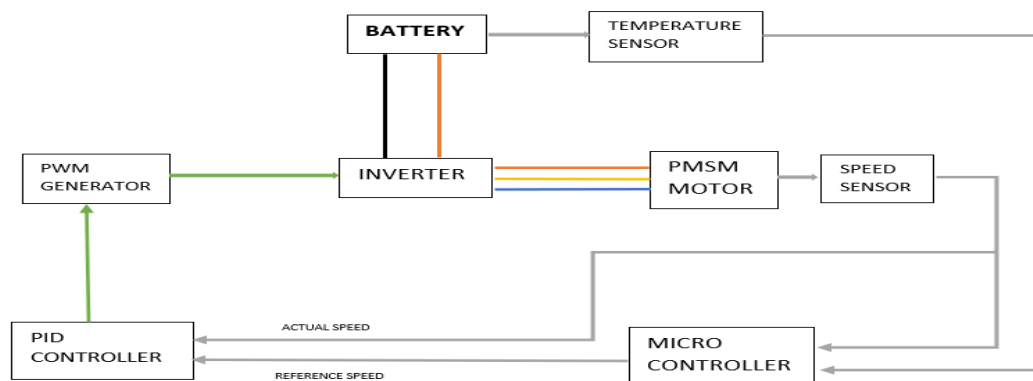 BATTERY
TEMPERATURE
SENSOR
PWM
GENERATOR
INVERTER
PMSM
MOTOR
SPEED
SENSOR
PID
CONTROLLER
ACTUAL SPEED
REFERENCE SPEED
MICRO
CONTROLLER